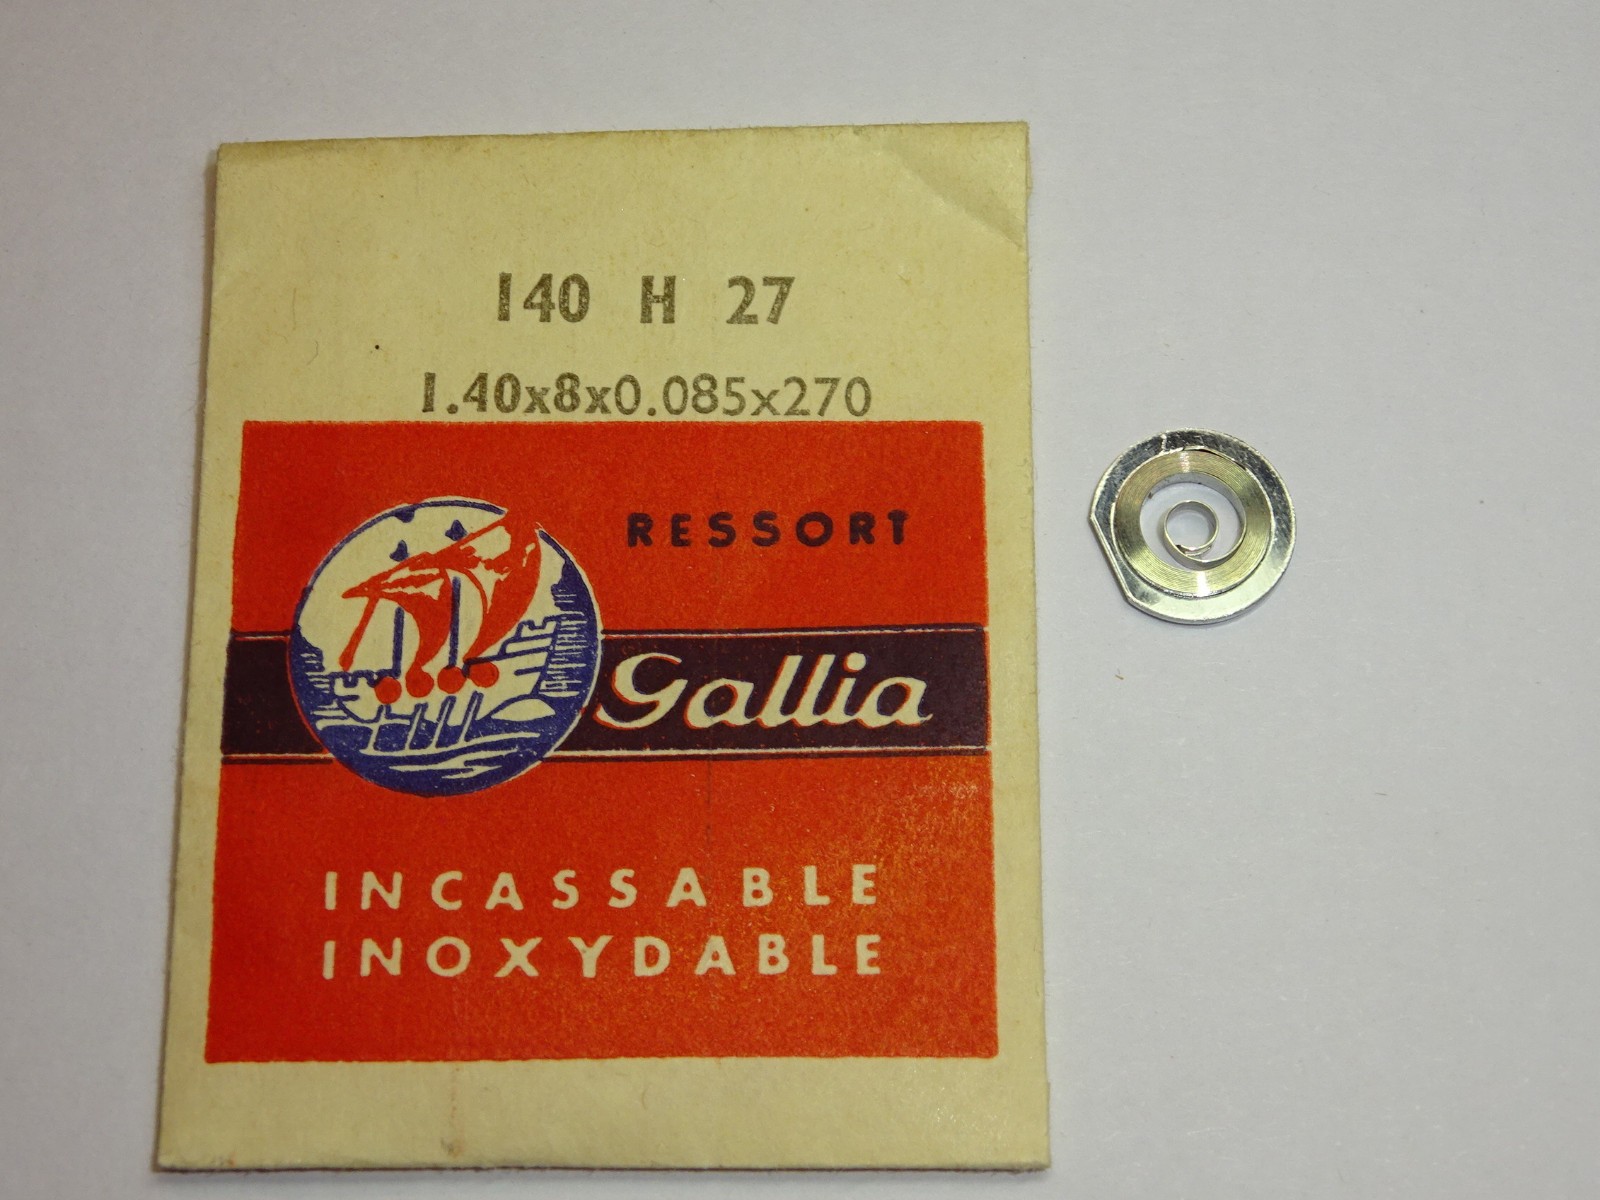 140 H 27
1.40x8x0.085x270
RESSORT
Gallia
INCASSABLE
INOXYDABLE